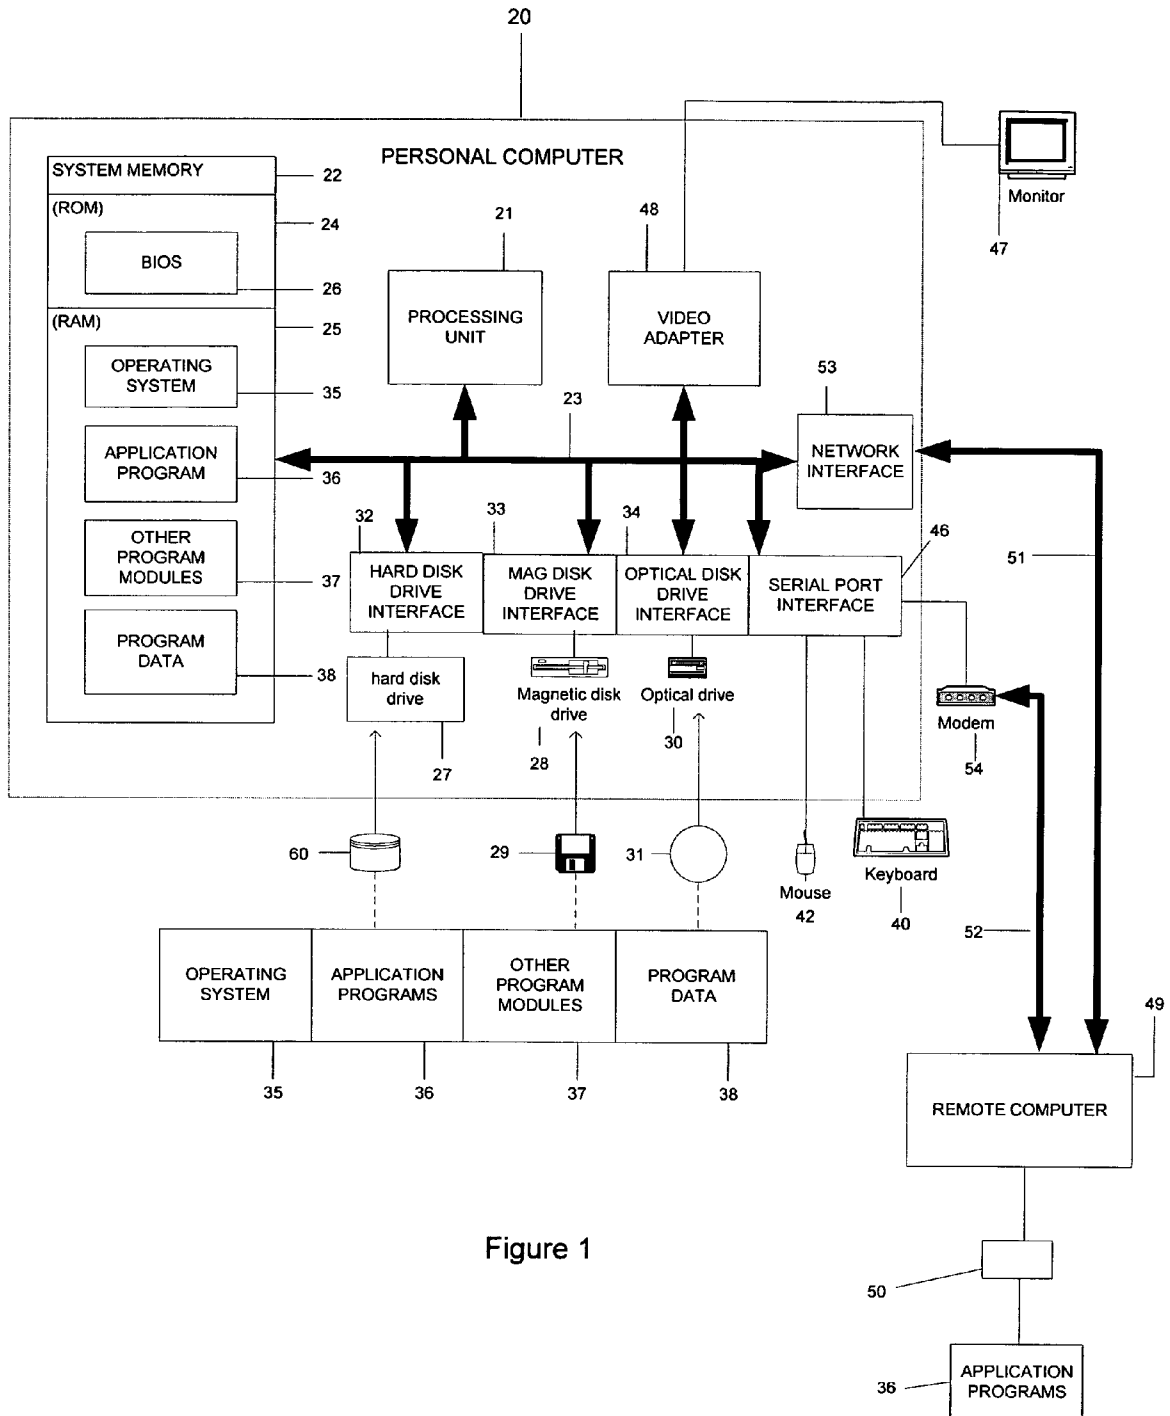 20
PERSONAL COMPUTER
SYSTEM MEMORY
22
(ROM)
24
BIOS
26
(RAM)
25
OPERATING
SYSTEM
35
APPLICATION
PROGRAM
36
OTHER
PROGRAM
MODULES
37
PROGRAM
DATA
38
21
PROCESSING
UNIT
48
VIDEO
ADAPTER
Monitor
47
23
53
NETWORK
INTERFACE
32
HARD DISK
DRIVE
INTERFACE
33
MAG DISK
DRIVE
INTERFACE
34
OPTICAL DISK
DRIVE
INTERFACE
46
SERIAL PORT
INTERFACE
51
hard disk
drive
27
Magnetic disk
drive
28
Optical drive
30
Modem
54
60
29
31
Mouse
42
Keyboard
40
52
OPERATING
SYSTEM
APPLICATION
PROGRAMS
OTHER
PROGRAM
MODULES
PROGRAM
DATA
35
36
37
38
49
REMOTE COMPUTER
50
36
APPLICATION
PROGRAMS
Figure 1